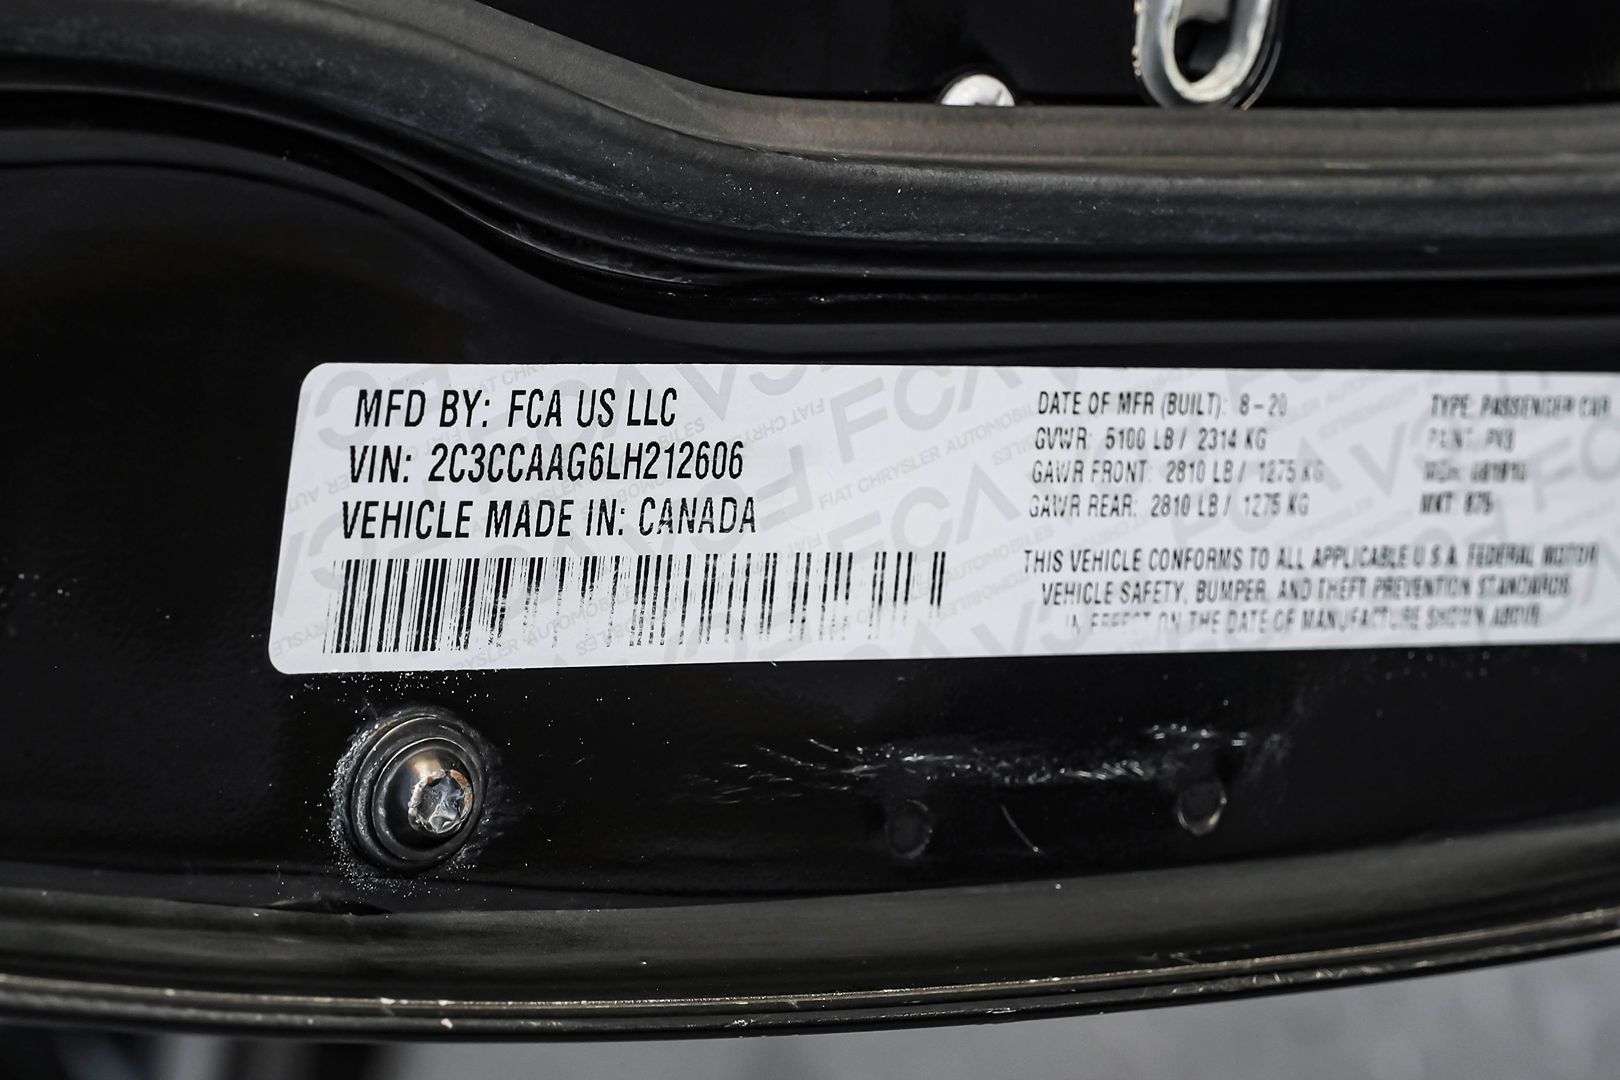 MFD BY: FCA US LLC
VIN: 2C3CCAAG6LH212606
VEHICLE MADE IN: CANADA
DATE OF MFR (BUILT): 8-20
GVWR: 5100 LB / 2314 KG
GAWR FRONT: 2810 LB / 1275 KG
GAWR REAR: 2810 LB / 1275 KG
TYPE: PASSENGER CAR
PAINT: PX8
MKT:
THIS VEHICLE CONFORMS TO ALL APPLICABLE U.S.A. FEDERAL MOTOR
VEHICLE SAFETY, BUMPER, AND THEFT PREVENTION STANDARDS
IN EFFECT ON THE DATE OF MANUFACTURE SHOWN ABOVE.